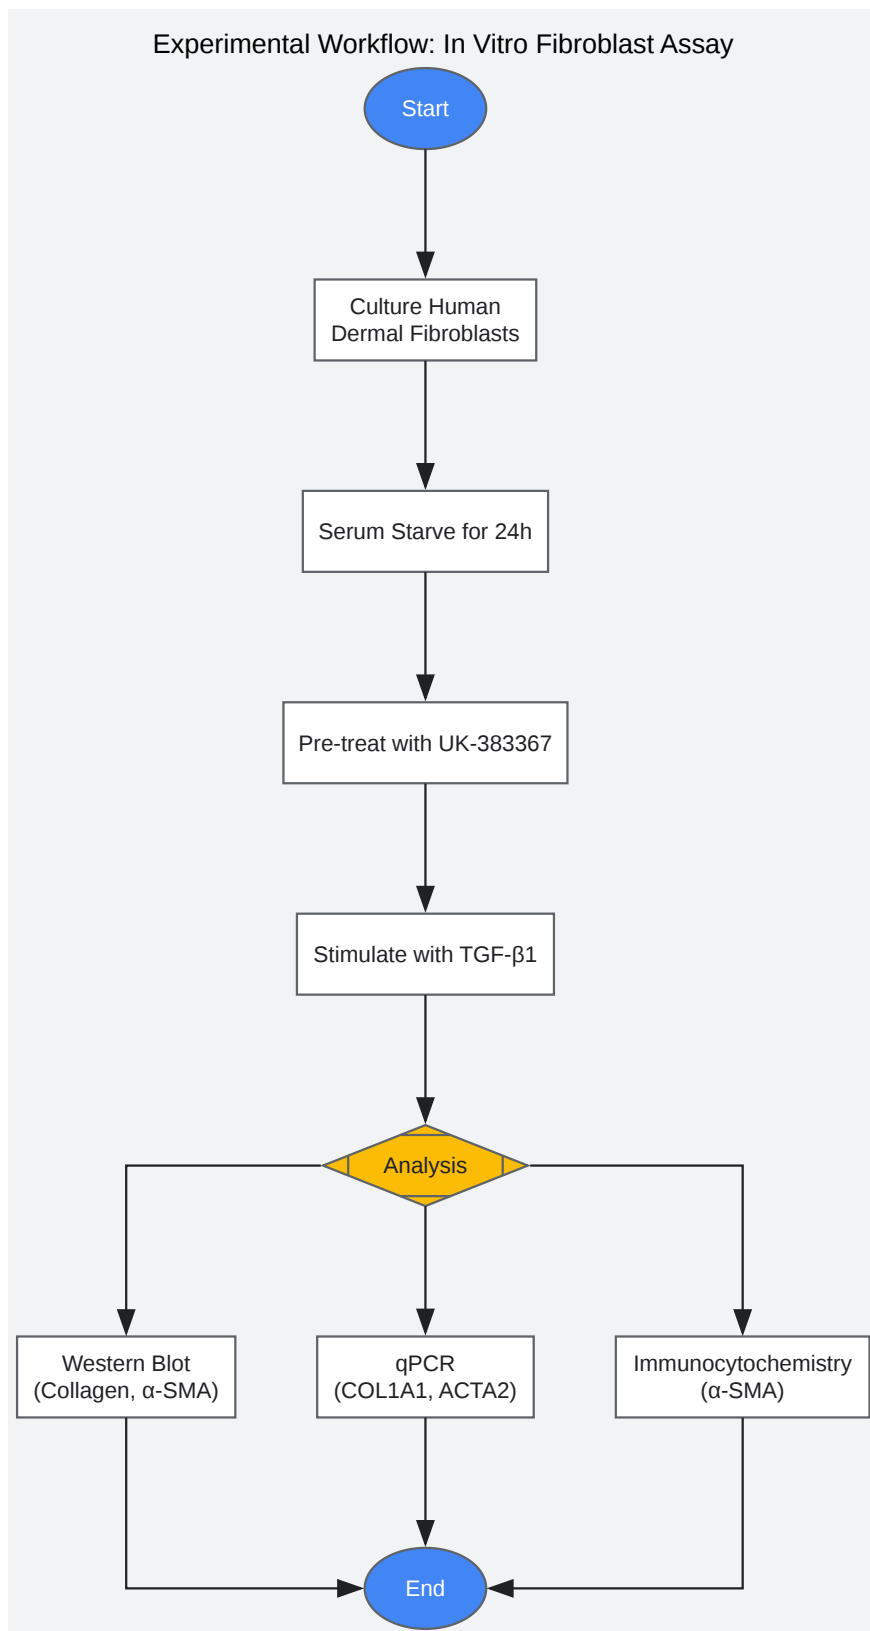 Experimental Workflow: In Vitro Fibroblast Assay
Start
Culture Human
Dermal Fibroblasts
Serum Starve for 24h
Pre-treat with UK-383367
Stimulate with TGF-β1
Analysis
Western Blot
(Collagen, α-SMA)
qPCR
(COL1A1, ACTA2)
Immunocytochemistry
(α-SMA)
End